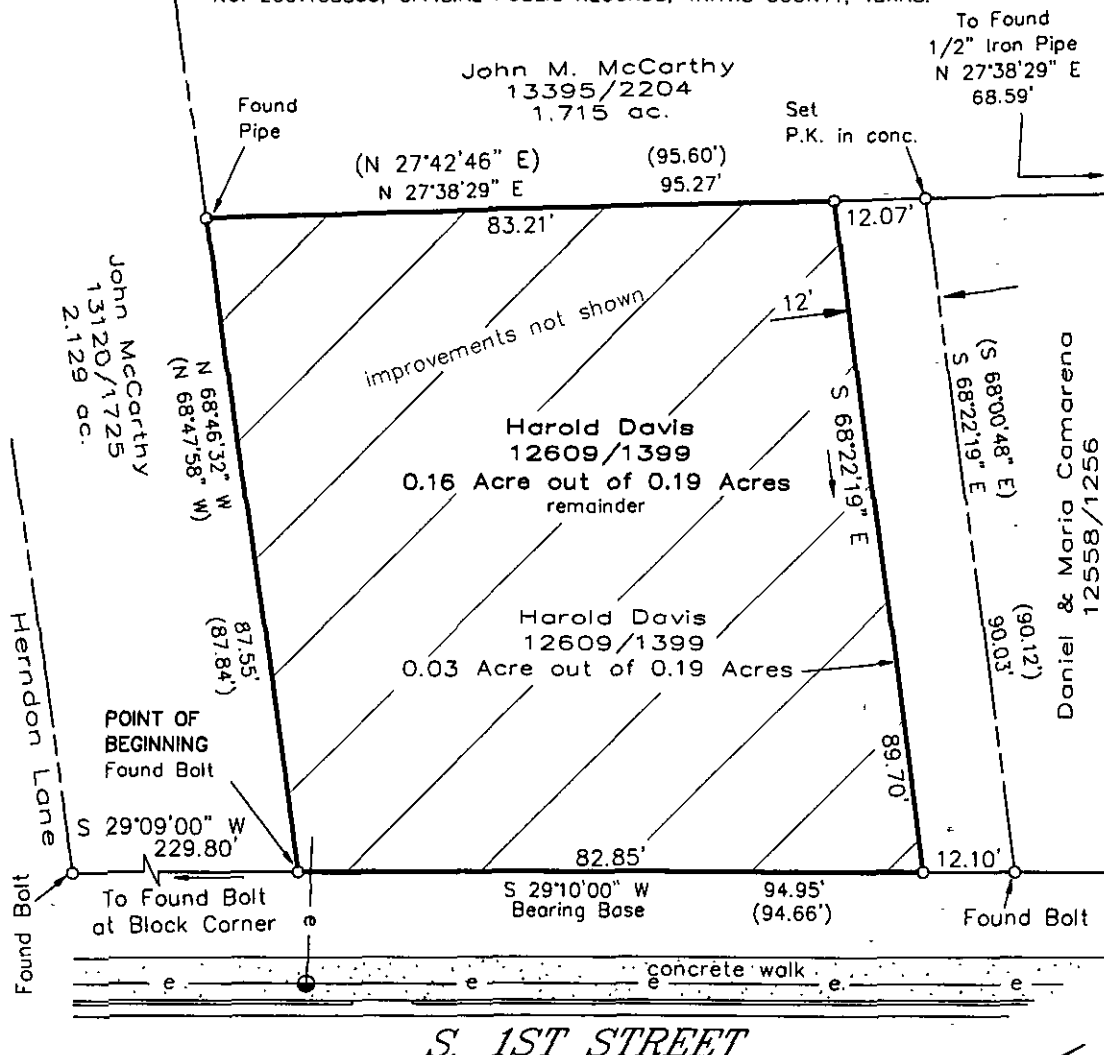 To Found
1/2" Iron Pipe
N 27°38'29" E
68.59'
John M. McCarthy
13395/2204
1.715 ac.
Found
Pipe
Set
P.K. in conc.
(N 27°42'46" E)
(95.60')
N 27°38'29" E
95.27'
83.21'
12.07'
John McCarthy
13120/1725
2.129 ac.
improvements not shown
12'
N 68°46'32" W
(N 68°47'58" W)
87.55'
(87.84')
Harold Davis
12609/1399
0.16 Acre out of 0.19 Acres
remainder
S 68°22'19" E
89.70'
(S 68°00'48" E)
S 68°22'19" E
(90.12')
90.03'
Daniel & Maria Camarena
12558/1256
Harold Davis
12609/1399
0.03 Acre out of 0.19 Acres
Herndon Lane
POINT OF
BEGINNING
Found Bolt
S 29°09'00" W
229.80'
To Found Bolt
at Block Corner
Found Bolt
82.85'
12.10'
S 29°10'00" W
94.95'
Bearing Base
(94.66')
Found Bolt
e
concrete walk
e e e e e e
S. 1ST STREET